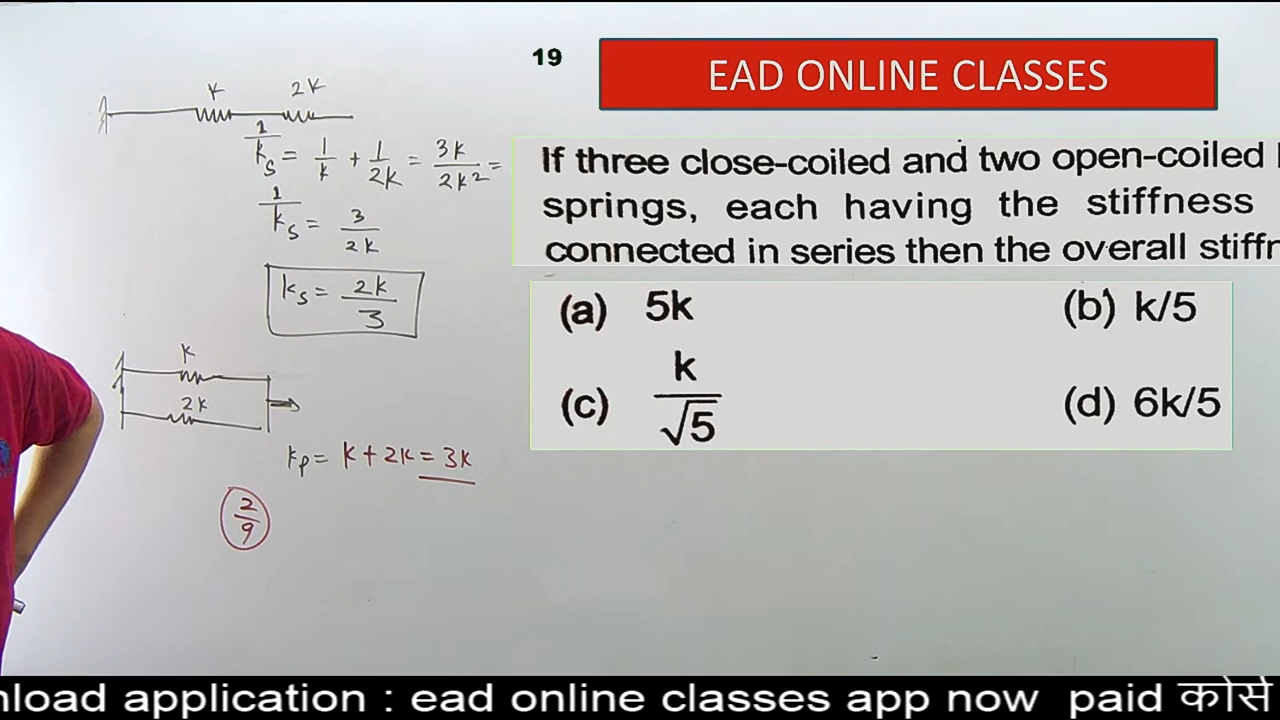 19
EAD ONLINE CLASSES
k 2k
1/ks = 1/k + 1/2k = 3k/2k² =
1/ks = 3/2k
ks = 2k/3
k
2k
kp = k + 2k = 3k
2/9
If three close-coiled and two open-coiled
springs, each having the stiffness
connected in series then the overall stiffn
(a) 5k (b) k/5
(c) k/√5 (d) 6k/5
nload application : ead online classes app now paid कोर्स